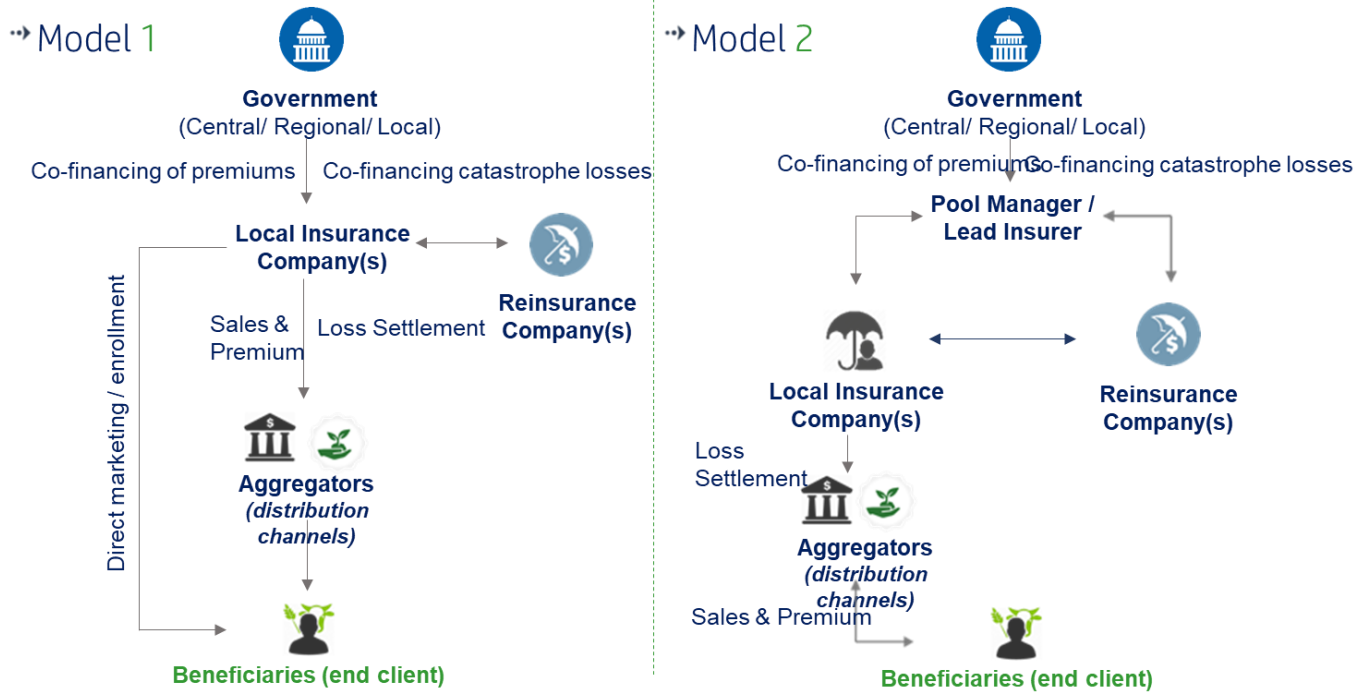 Model 1
Government
(Central/ Regional/ Local)
Co-financing of premiums
Co-financing catastrophe losses
Local Insurance
Company(s)
Reinsurance
Company(s)
Direct marketing / enrollment
Sales &
Premium
Loss Settlement
$
Aggregators
(distribution
channels)
Beneficiaries (end client)
Model 2
Government
(Central/ Regional/ Local)
Co-financing of premiums
Co-financing catastrophe losses
Pool Manager /
Lead Insurer
Local Insurance
Company(s)
Reinsurance
Company(s)
Loss
Settlement
$
Aggregators
(distribution
channels)
Sales & Premium
Beneficiaries (end client)